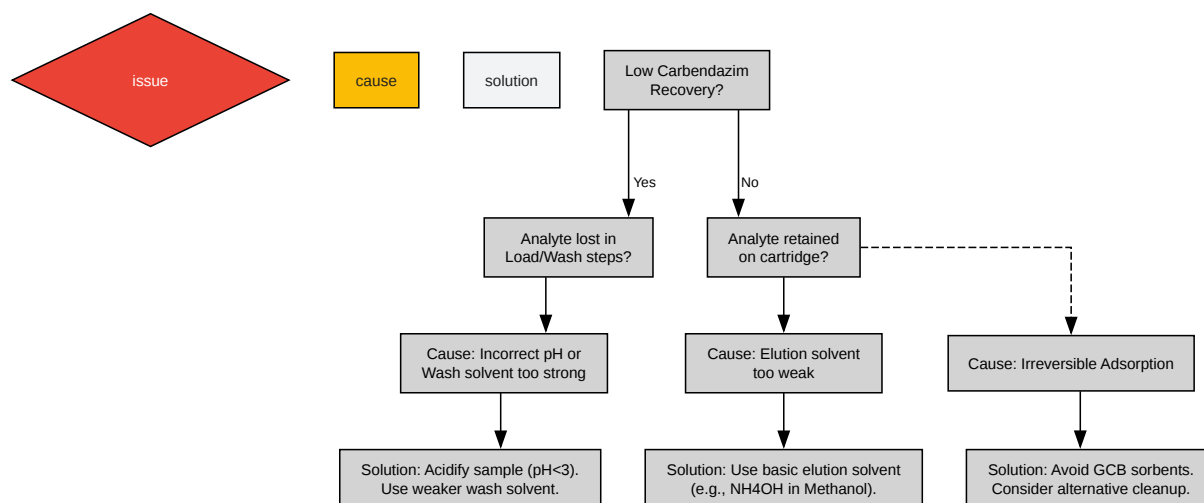 issue
cause
solution
Low Carbendazim
Recovery?
Yes
No
Analyte lost in
Load/Wash steps?
Analyte retained
on cartridge?
Cause: Incorrect pH or
Wash solvent too strong
Cause: Elution solvent
too weak
Cause: Irreversible Adsorption
Solution: Acidify sample (pH<3).
Use weaker wash solvent.
Solution: Use basic elution solvent
(e.g., NH4OH in Methanol).
Solution: Avoid GCB sorbents.
Consider alternative cleanup.